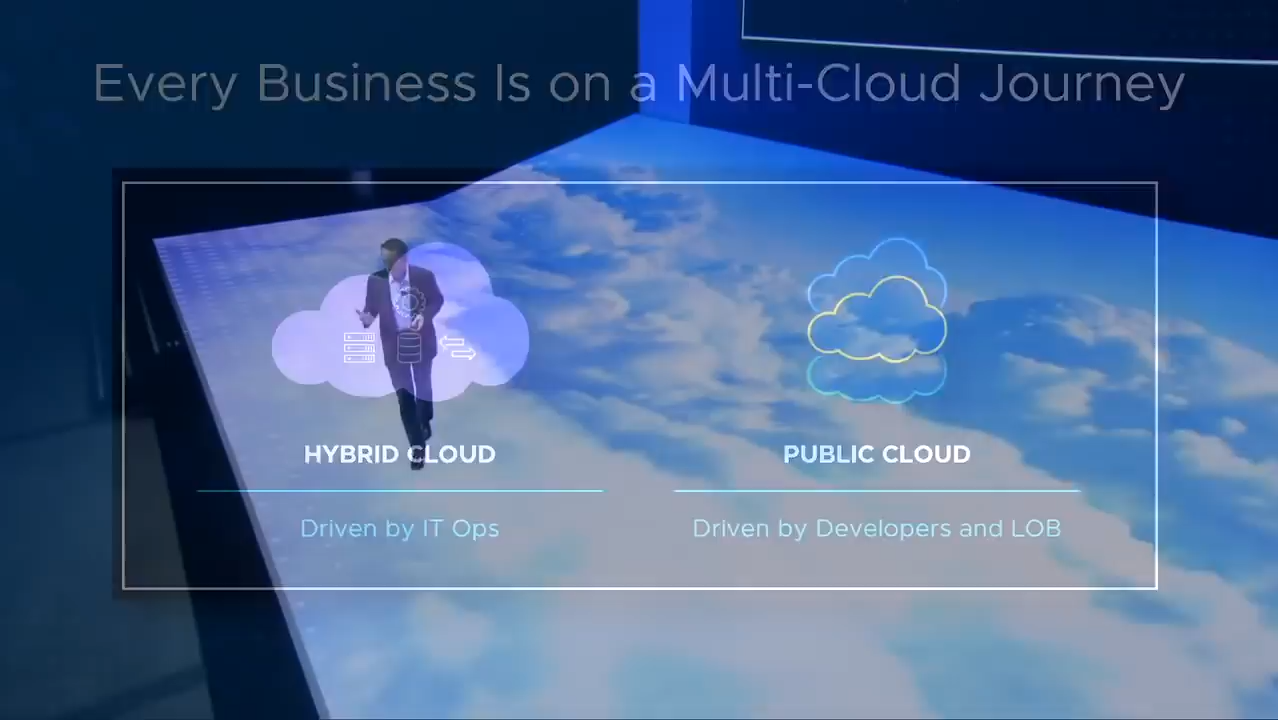 Every Business Is on a Multi-Cloud Journey
HYBRID CLOUD
PUBLIC CLOUD
Driven by IT Ops
Driven by Developers and LOB